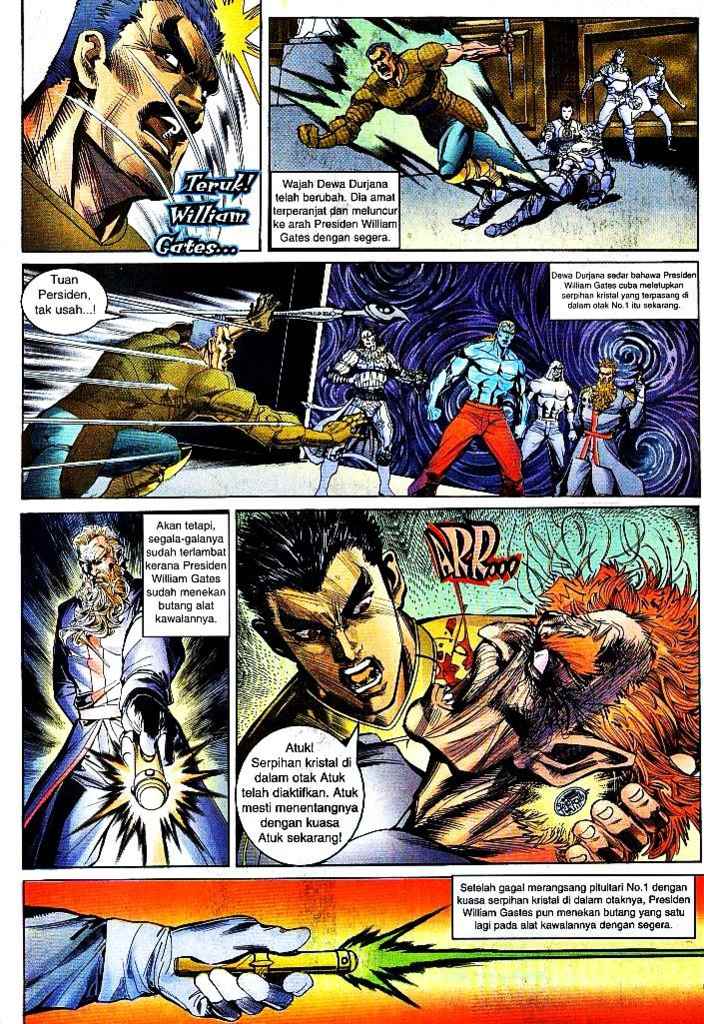 Teruk!
William
Gates...
Wajah Dewa Durjana
telah berubah. Dia amat
terperanjat dan meluncur
ke arah Presiden William
Gates dengan segera.
Tuan
Persiden,
tak usah...!
Dewa Durjana sedar bahawa Presiden
William Gates cuba meletupkan
serpihan kristal yang terpasang di
dalam otak No.1 itu sekarang.
Akan tetapi,
segala-galanya
sudah terlambat
kerana Presiden
William Gates
sudah menekan
butang alat
kawalannya.
ARR...
Atuk!
Serpihan kristal di
dalam otak Atuk
telah diaktifkan. Atuk
mesti menentangnya
dengan kuasa
Atuk sekarang!
Setelah gagal merangsang pituitari No.1 dengan
kuasa serpihan kristal di dalam otaknya, Presiden
William Gastes pun menekan butang yang satu
lagi pada alat kawalannya dengan segera.